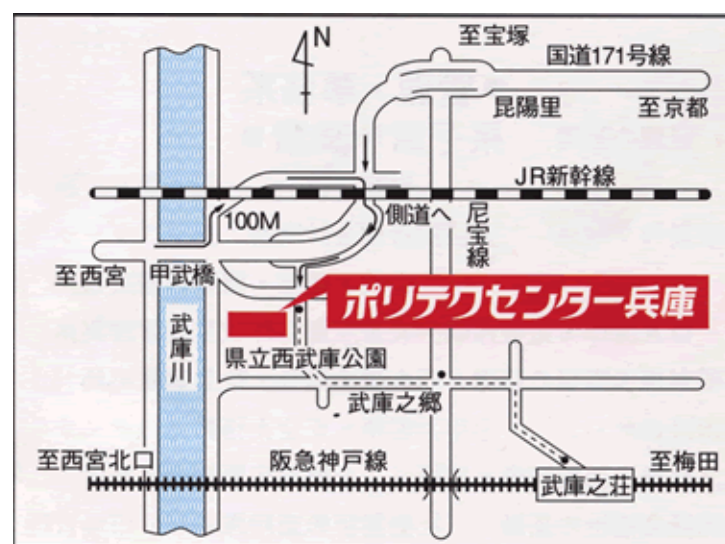 N
至宝塚
国道171号線
昆陽里
至京都
JR新幹線
100M
側道へ
尼宝線
至西宮
甲武橋
ポリテクセンター兵庫
武庫川
県立西武庫公園
武庫之郷
至西宮北口
阪急神戸線
至梅田
武庫之荘